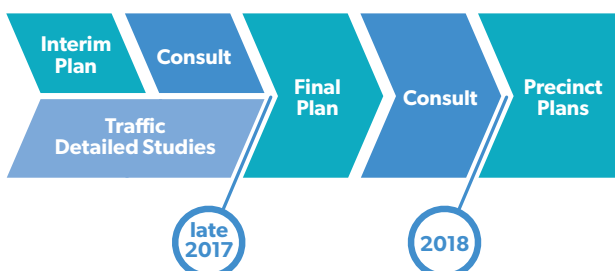 Interim
Plan
Consult
Traffic
Detailed Studies
Final
Plan
Consult
Precinct
Plans
late
2017
2018